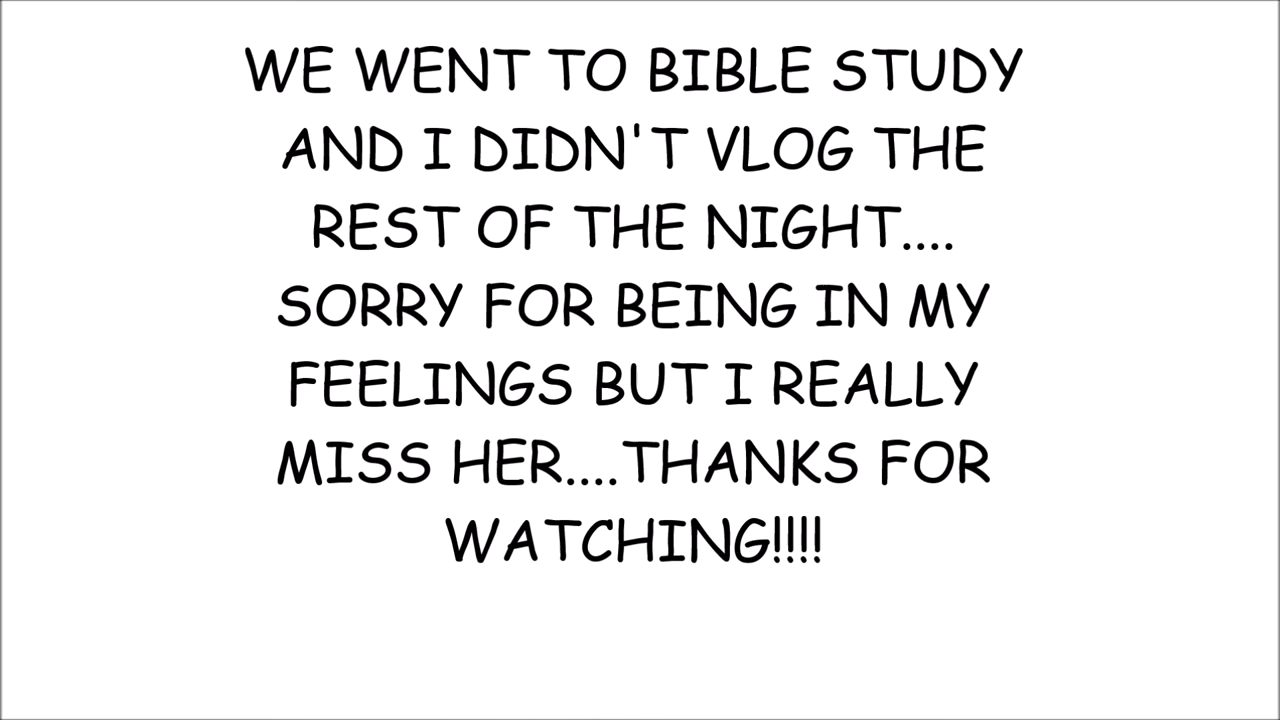 WE WENT TO BIBLE STUDY
AND I DIDN'T VLOG THE
REST OF THE NIGHT....
SORRY FOR BEING IN MY
FEELINGS BUT I REALLY
MISS HER....THANKS FOR
WATCHING!!!!